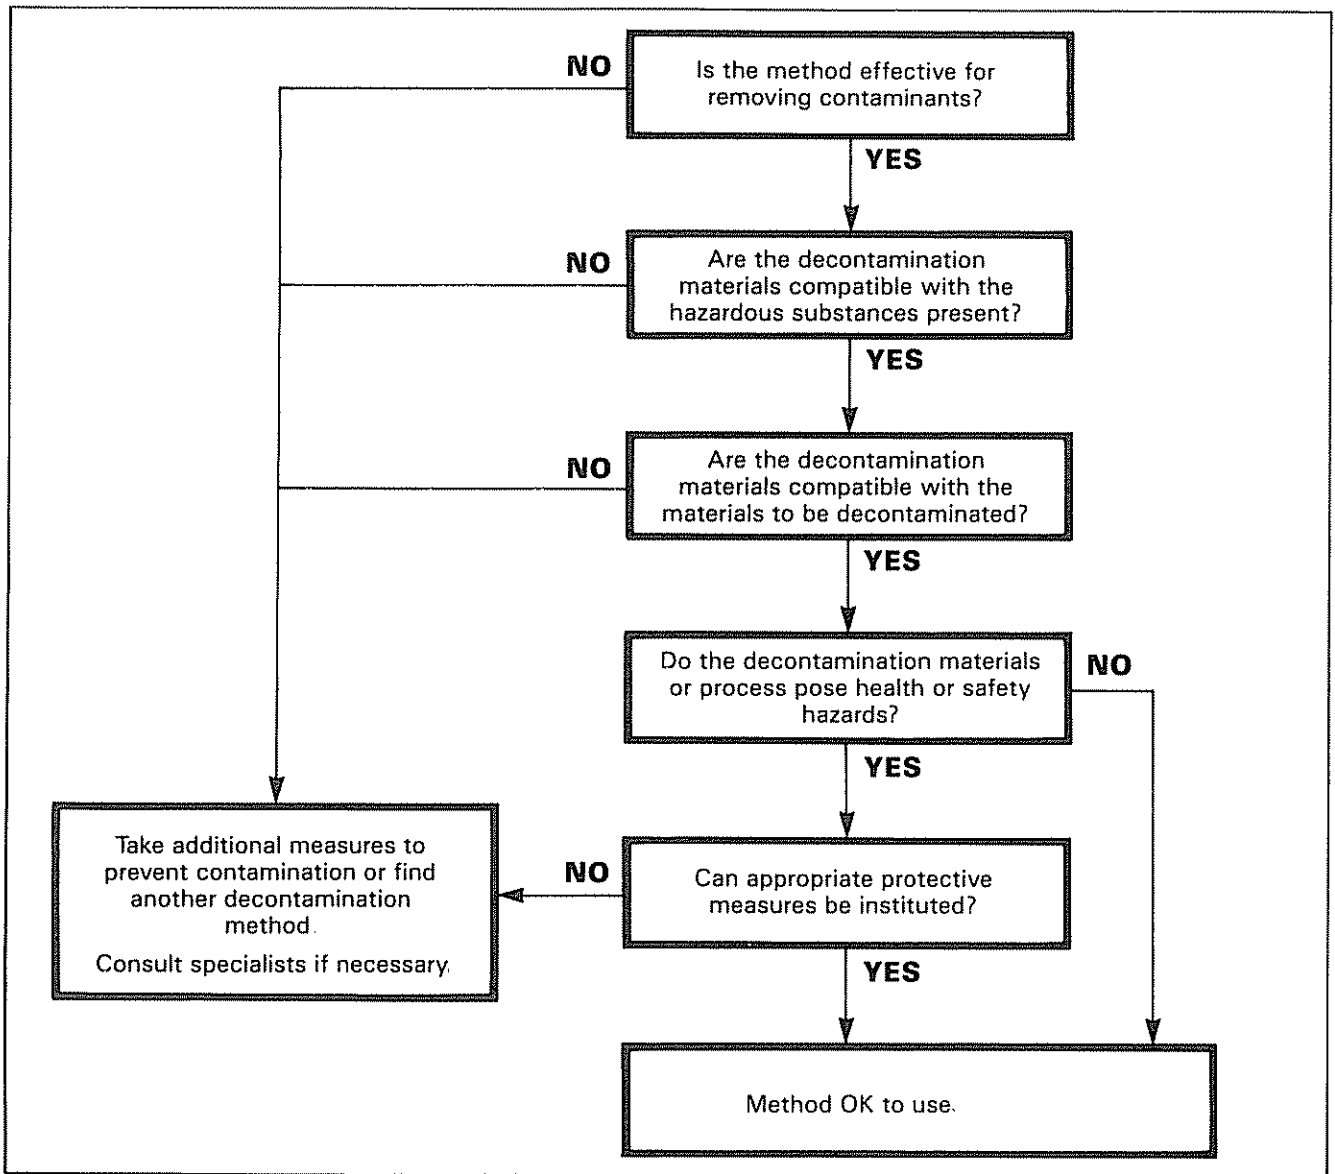 NO
Is the method effective for
removing contaminants?
YES
NO
Are the decontamination
materials compatible with the
hazardous substances present?
YES
NO
Are the decontamination
materials compatible with the
materials to be decontaminated?
YES
Do the decontamination materials
or process pose health or safety
hazards?
NO
YES
Take additional measures to
prevent contamination or find
another decontamination
method.
Consult specialists if necessary.
NO
Can appropriate protective
measures be instituted?
YES
Method OK to use.